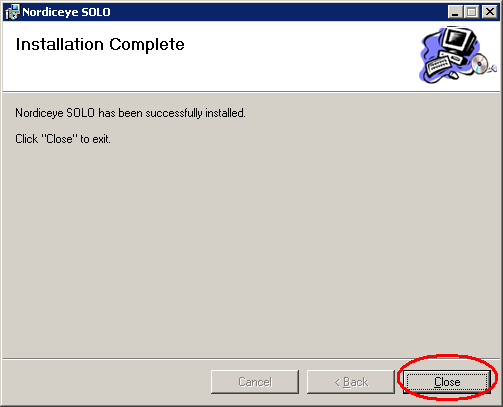 Nordiceye SOLO
Installation Complete
Nordiceye SOLO has been successfully installed.
Click "Close" to exit.
Cancel
< Back
Close